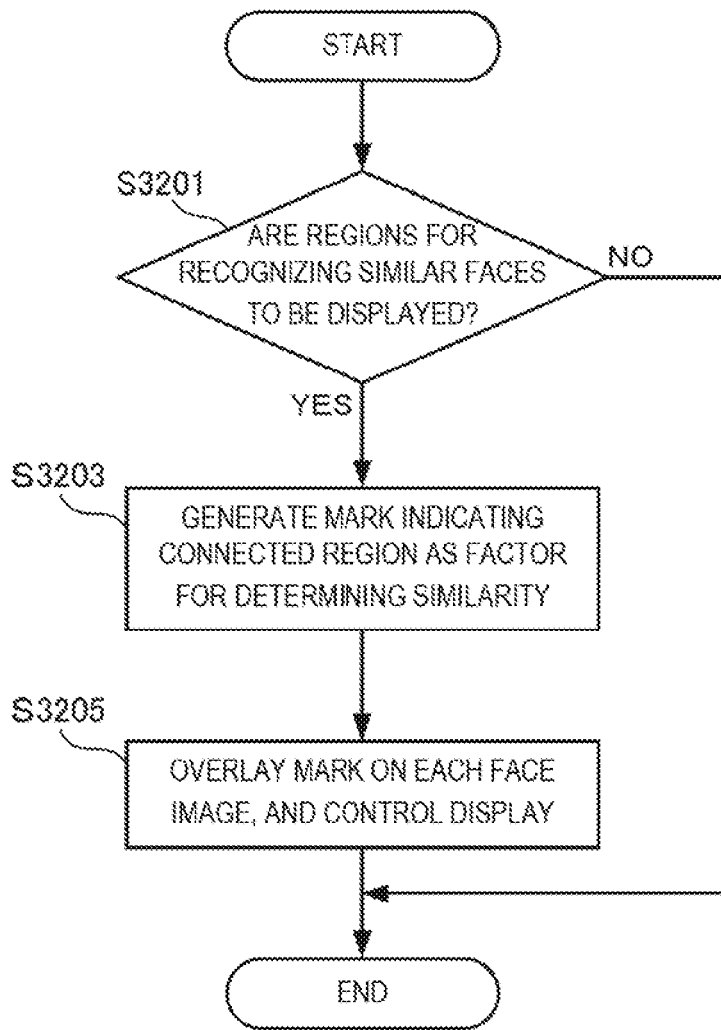 START
S3201
ARE REGIONS FOR
RECOGNIZING SIMILAR FACES
TO BE DISPLAYED?
NO
YES
S3203
GENERATE MARK INDICATING
CONNECTED REGION AS FACTOR
FOR DETERMINING SIMILARITY
S3205
OVERLAY MARK ON EACH FACE
IMAGE, AND CONTROL DISPLAY
END